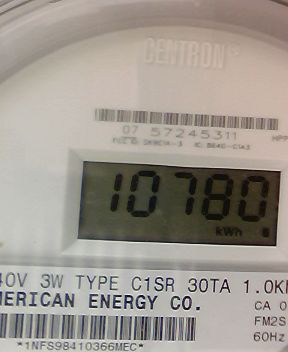 CENTRON
07 57245311
10780
kWh
40V 3W TYPE C1SR 30TA 1.0K
MERICAN ENERGY CO.
CA 0
FM2S
60Hz
*1NFS98410366MEC*